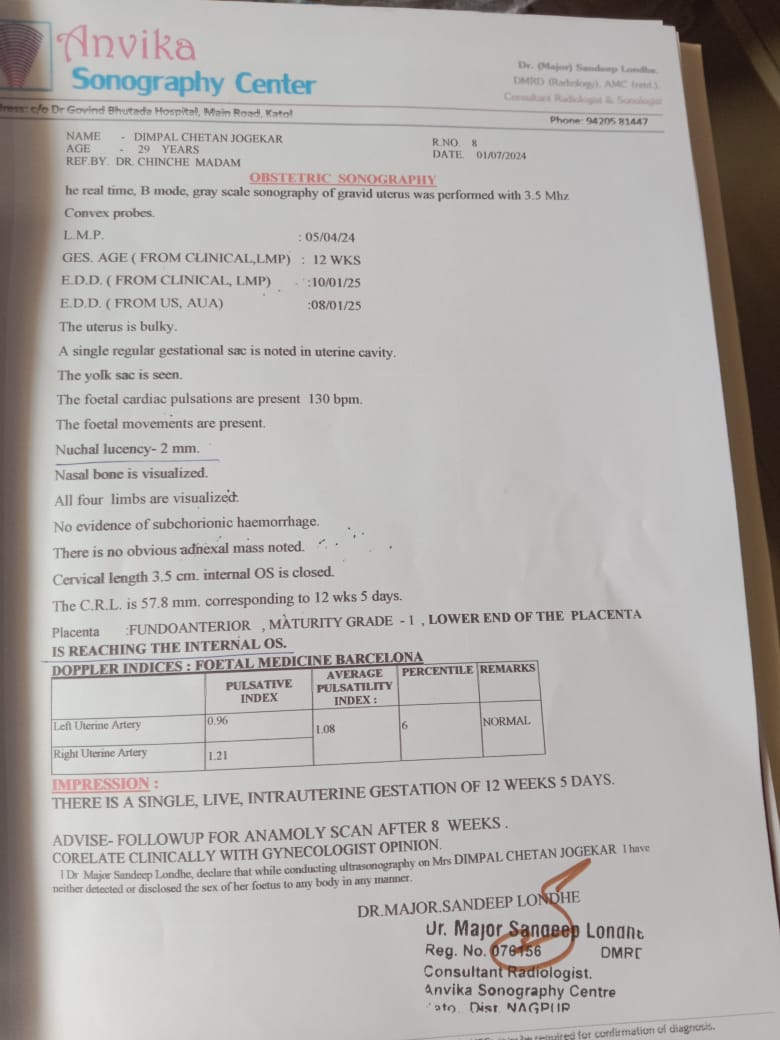 Anvika
Sonography Center
Dr. (Major) Sandeep Londhe.
DMRD (Radiology), AMC (retd.).
Consultant Radiologist & Sonologist
ress: c/o Dr Govind Bhutada Hospital, Main Road, Katol
Phone: 94205 81447
NAME - DIMPAL CHETAN JOGEKAR R.NO. 8
AGE - 29 YEARS DATE. 01/07/2024
REF.BY. DR. CHINCHE MADAM
OBSTETRIC SONOGRAPHY
he real time, B mode, gray scale sonography of gravid uterus was performed with 3.5 Mhz
Convex probes.
L.M.P. : 05/04/24
GES. AGE ( FROM CLINICAL,LMP) : 12 WKS
E.D.D. ( FROM CLINICAL, LMP) :10/01/25
E.D.D. ( FROM US, AUA) :08/01/25
The uterus is bulky.
A single regular gestational sac is noted in uterine cavity.
The yolk sac is seen.
The foetal cardiac pulsations are present 130 bpm.
The foetal movements are present.
Nuchal lucency- 2 mm.
Nasal bone is visualized.
All four limbs are visualized.
No evidence of subchorionic haemorrhage.
There is no obvious adnexal mass noted.
Cervical length 3.5 cm. internal OS is closed.
The C.R.L. is 57.8 mm. corresponding to 12 wks 5 days.
Placenta :FUNDOANTERIOR , MATURITY GRADE - 1 , LOWER END OF THE PLACENTA
IS REACHING THE INTERNAL OS.
DOPPLER INDICES : FOETAL MEDICINE BARCELONA
PULSATIVE INDEX AVERAGE PULSATILITY INDEX : PERCENTILE REMARKS
Left Uterine Artery 0.96 1.08 6 NORMAL
Right Uterine Artery 1.21
IMPRESSION :
THERE IS A SINGLE, LIVE, INTRAUTERINE GESTATION OF 12 WEEKS 5 DAYS.
ADVISE- FOLLOWUP FOR ANAMOLY SCAN AFTER 8 WEEKS .
CORELATE CLINICALLY WITH GYNECOLOGIST OPINION.
I Dr Major Sandeep Londhe, declare that while conducting ultrasonography on Mrs DIMPAL CHETAN JOGEKAR I have
neither detected or disclosed the sex of her foetus to any body in any manner.
DR.MAJOR.SANDEEP LONDHE
Dr. Major Sandeep Londhe
Reg. No. 076156 DMRD
Consultant Radiologist.
Anvika Sonography Centre
Dist. NAGPUR
be required for confirmation of diagnosis.